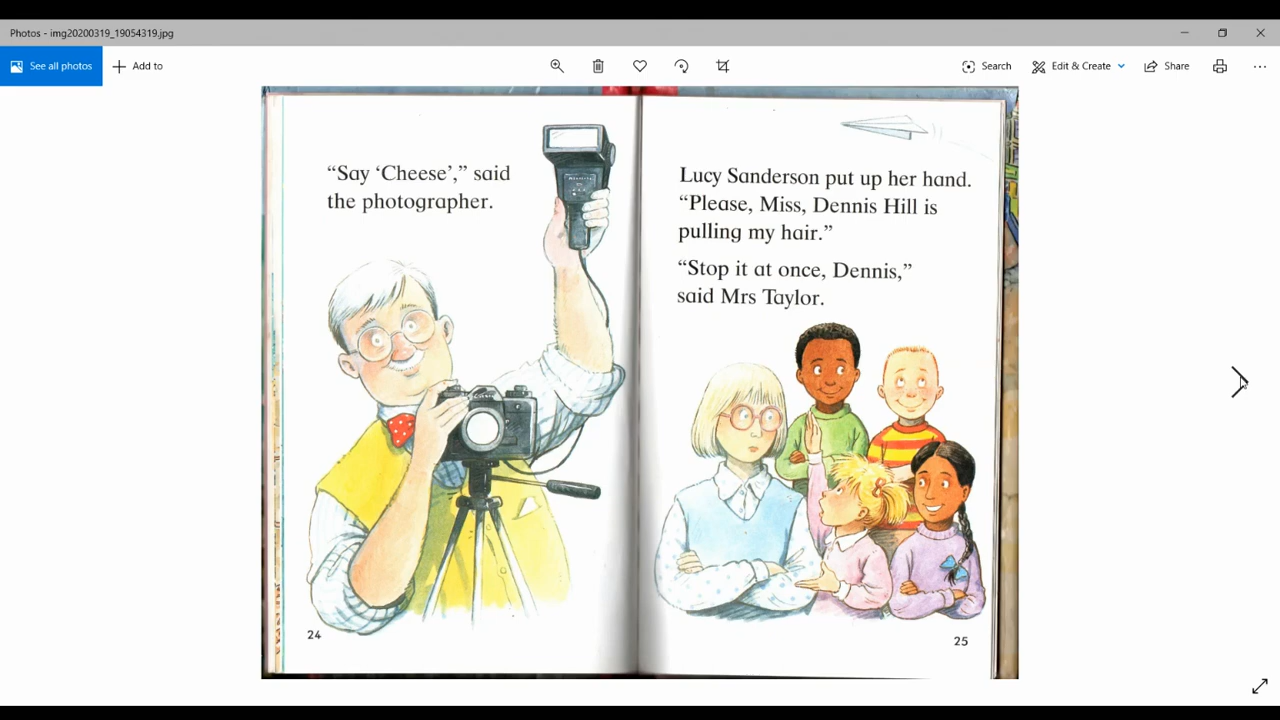 Photos - img20200319_19054319.jpg
See all photos
Add to
Search
Edit & Create
Share
“Say ‘Cheese’,” said
the photographer.
24
Lucy Sanderson put up her hand.
“Please, Miss, Dennis Hill is
pulling my hair.”
“Stop it at once, Dennis,”
said Mrs Taylor.
25